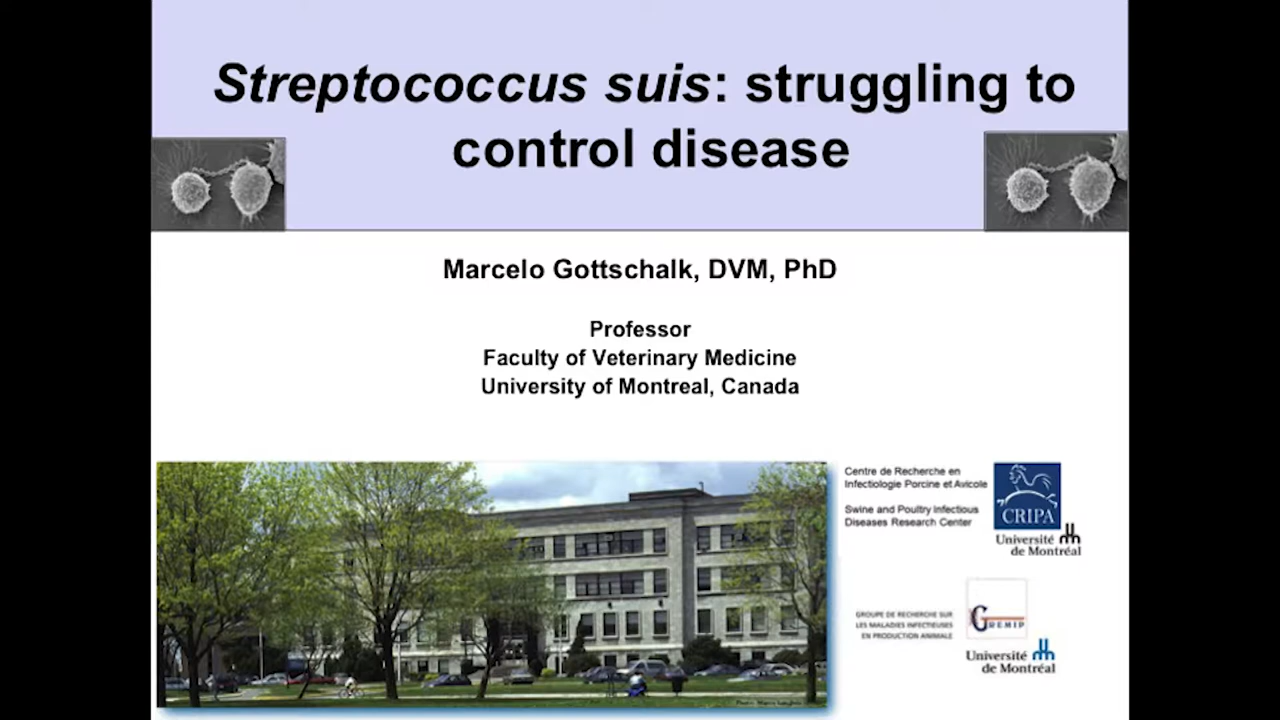 Streptococcus suis: struggling to
control disease
Marcelo Gottschalk, DVM, PhD
Professor
Faculty of Veterinary Medicine
University of Montreal, Canada
Centre de Recherche en
Infectiologie Porcine et Avicole
Swine and Poultry Infectious
Diseases Research Center
CRIPA
Université
de Montréal
GROUPE DE RECHERCHE SUR
LES MALADIES INFECTIEUSES
EN PRODUCTION ANIMALE
GREMIP
Université
de Montréal